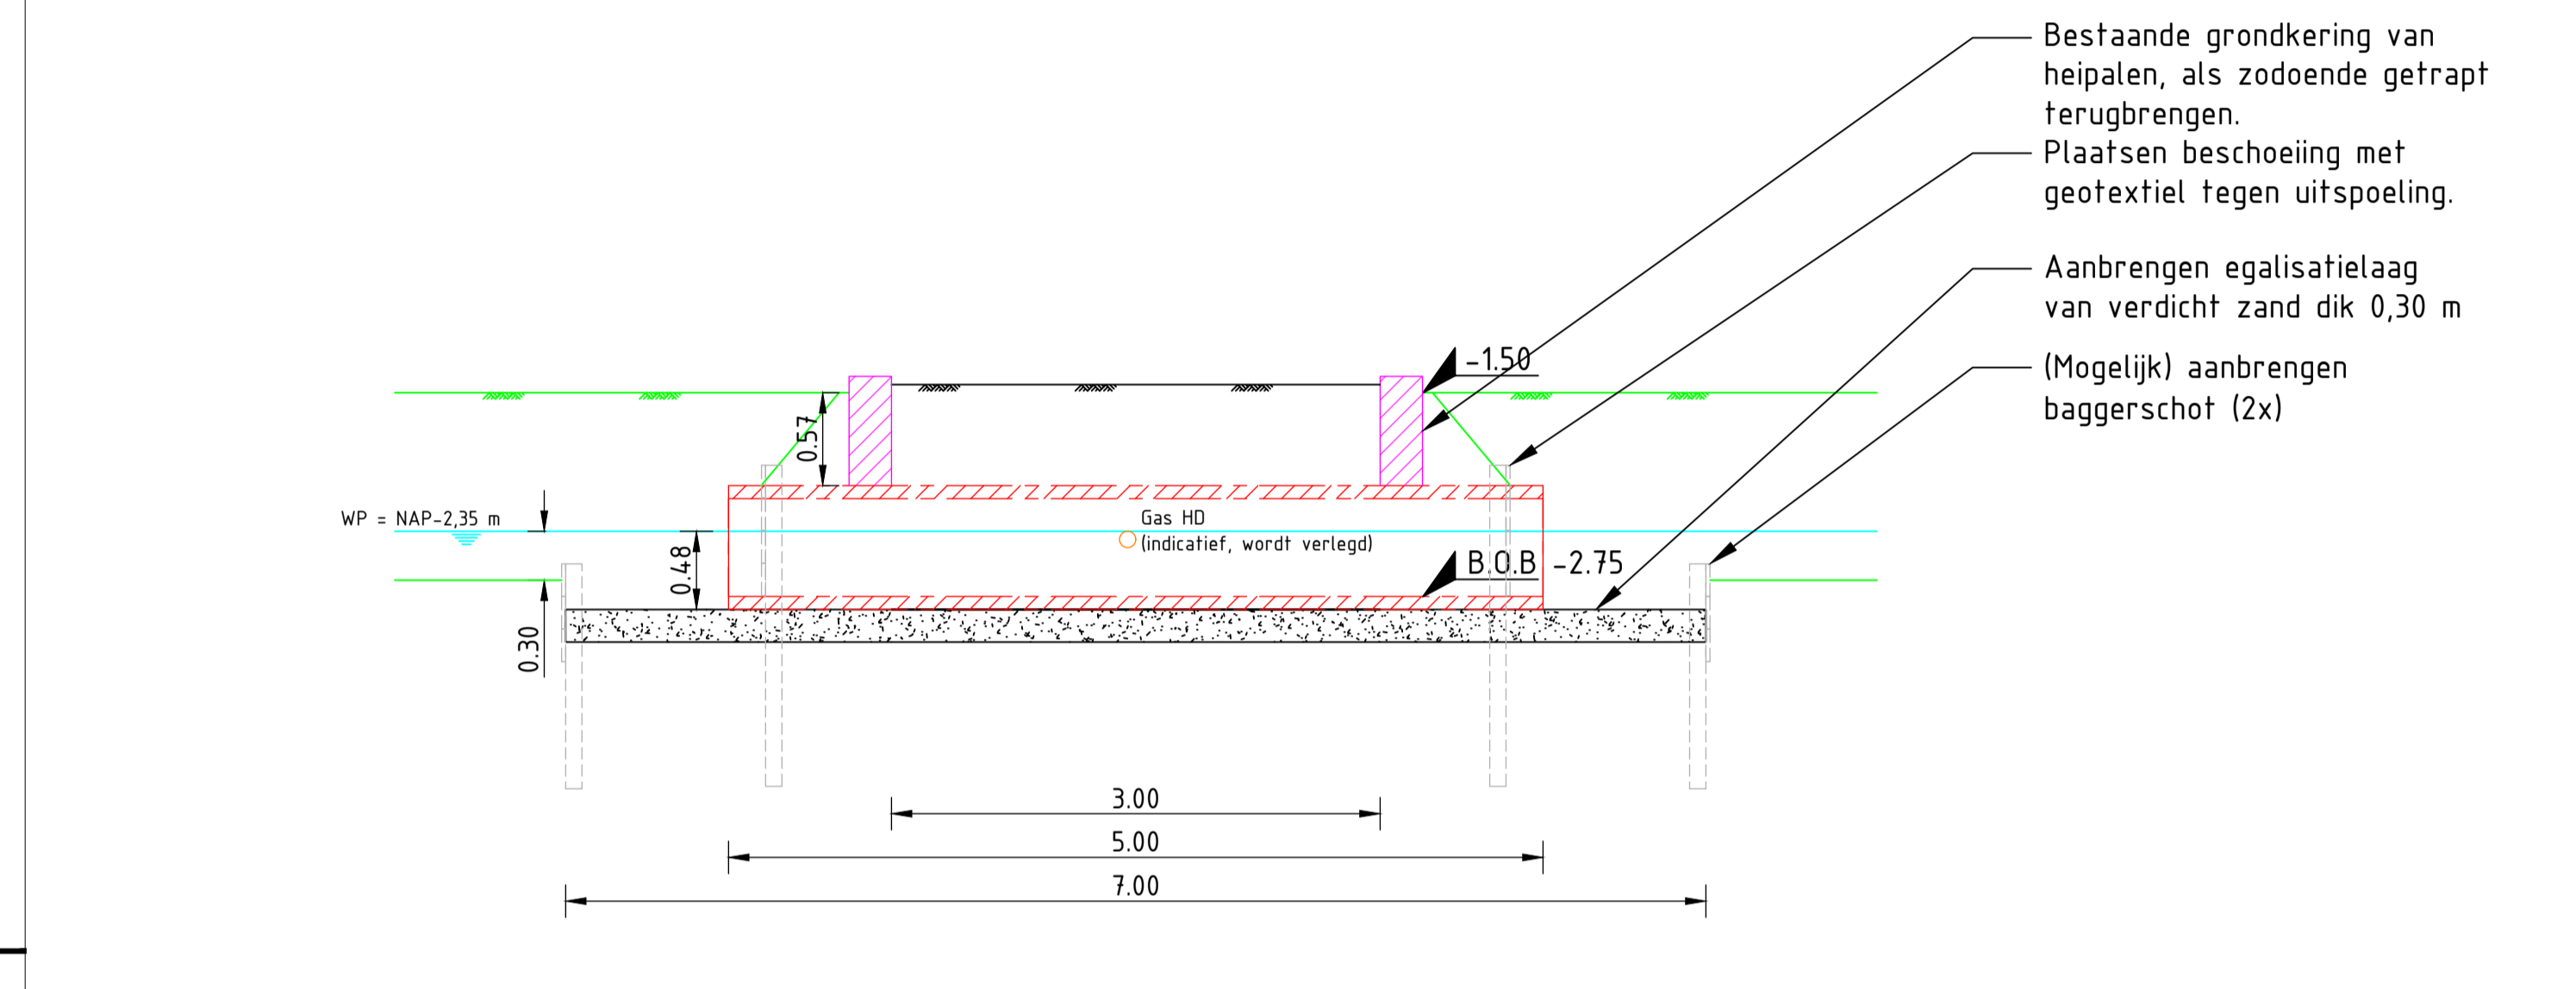 Bestaande grondkering van
heipalen, als zodoende getrapt
terugbrengen.
Plaatsen beschoeiing met
geotextiel tegen uitspoeling.
Aanbrengen egalisatielaag
van verdicht zand dik 0,30 m
(Mogelijk) aanbrengen
baggerschot (2x)
-1.50
0.57
WP = NAP-2,35 m
Gas HD
(indicatief, wordt verlegd)
0.48
B.O.B -2.75
0.30
3.00
5.00
7.00